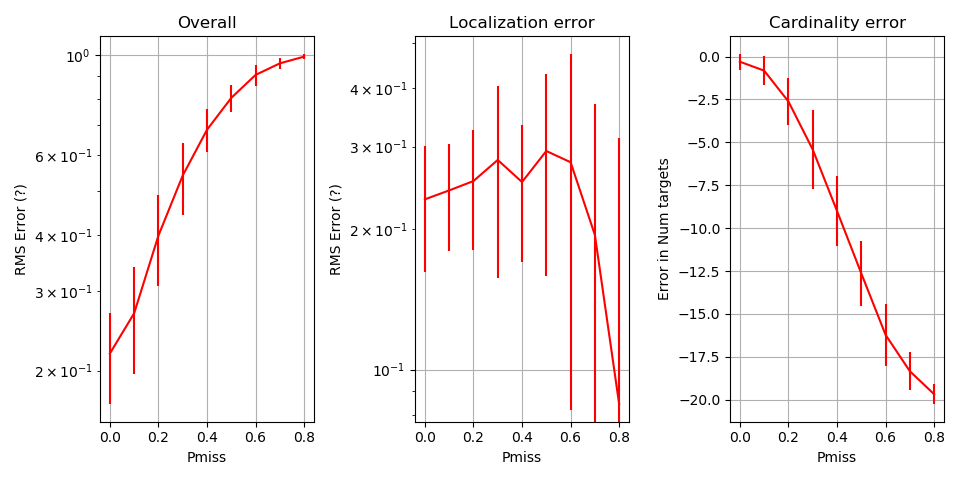 Overall
RMS Error (?)
10⁰
6 × 10⁻¹
4 × 10⁻¹
3 × 10⁻¹
2 × 10⁻¹
0.0 0.2 0.4 0.6 0.8
Pmiss
Localization error
RMS Error (?)
4 × 10⁻¹
3 × 10⁻¹
2 × 10⁻¹
10⁻¹
0.0 0.2 0.4 0.6 0.8
Pmiss
Cardinality error
Error in Num targets
0.0
−2.5
−5.0
−7.5
−10.0
−12.5
−15.0
−17.5
−20.0
0.0 0.2 0.4 0.6 0.8
Pmiss